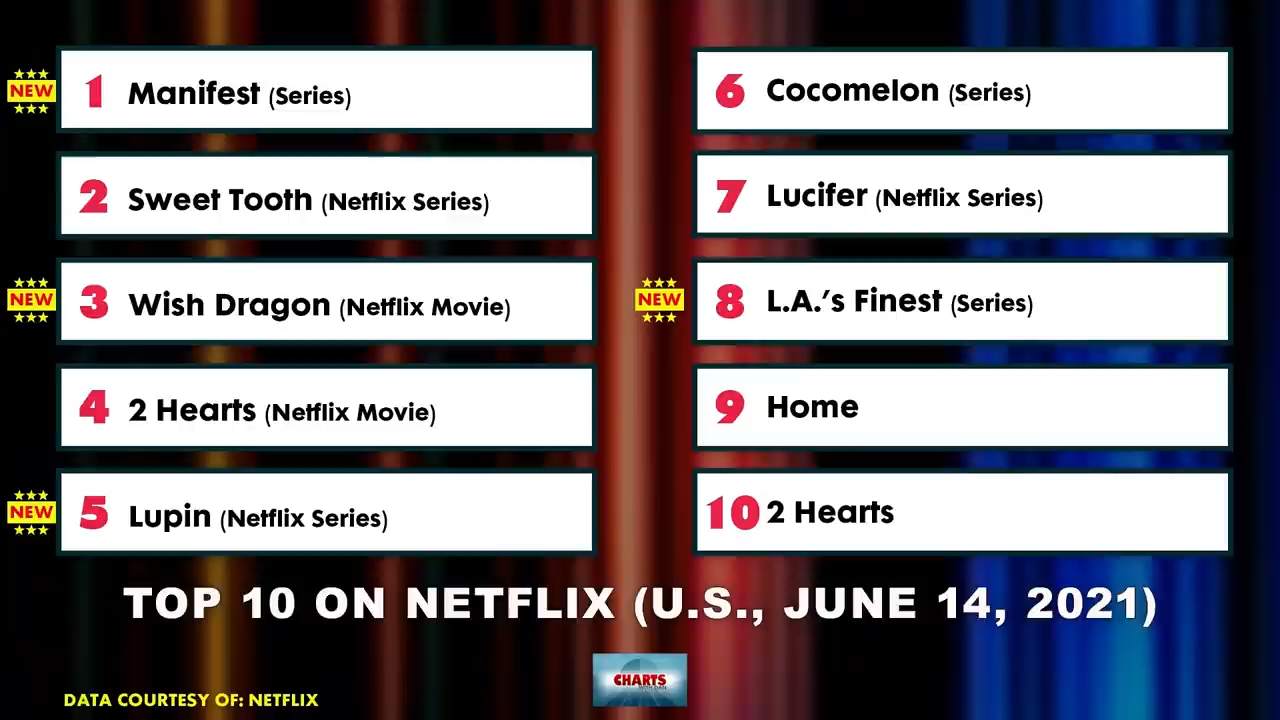 NEW
1 Manifest (Series)
2 Sweet Tooth (Netflix Series)
NEW
3 Wish Dragon (Netflix Movie)
4 2 Hearts (Netflix Movie)
NEW
5 Lupin (Netflix Series)
6 Cocomelon (Series)
7 Lucifer (Netflix Series)
NEW
8 L.A.'s Finest (Series)
9 Home
10 2 Hearts
TOP 10 ON NETFLIX (U.S., JUNE 14, 2021)
CHARTS
WITH DAN
DATA COURTESY OF: NETFLIX